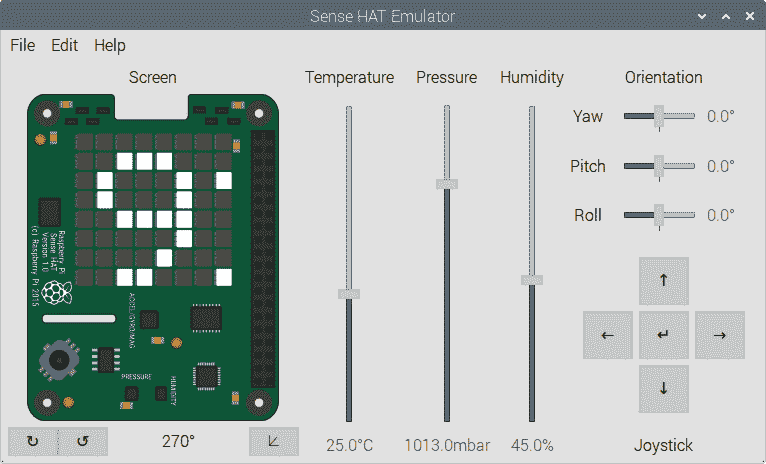 Sense HAT Emulator
File Edit Help
Screen Temperature Pressure Humidity Orientation
Yaw 0.0°
Pitch 0.0°
Roll 0.0°
Raspberry Pi
Sense HAT
Version 1.0
(c) Raspberry Pi 2015
ACCEL/GYRO/MAG
PRESSURE
HUMIDITY
↑
← ↵ →
↓
↻ ↺ 270° 25.0°C 1013.0mbar 45.0% Joystick